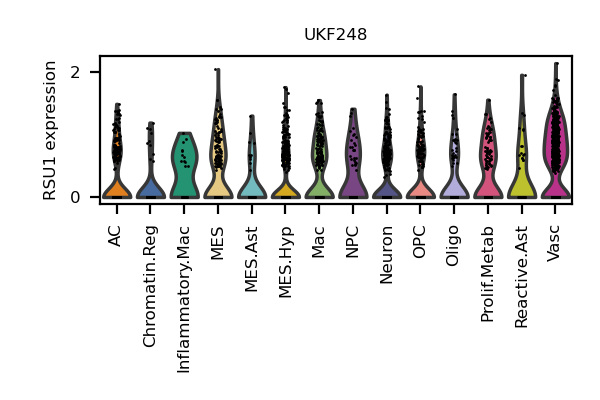 UKF248
RSU1 expression
2
0
AC
Chromatin.Reg
Inflammatory.Mac
MES
MES.Ast
MES.Hyp
Mac
NPC
Neuron
OPC
Oligo
Prolif.Metab
Reactive.Ast
Vasc